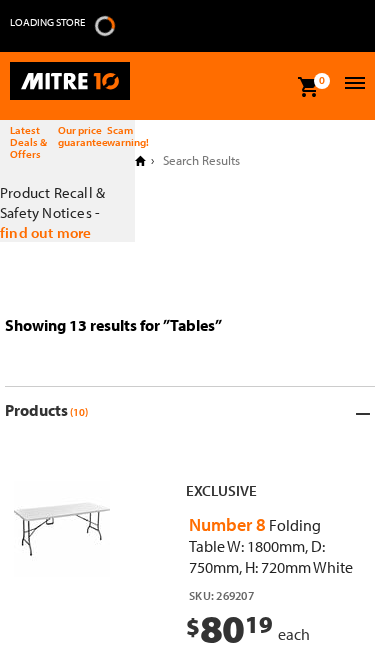 LOADING STORE
MITRE 10
0
Latest Deals & Offers
Our price guarantee
Scam warning!
› Search Results
Product Recall &
Safety Notices -
find out more
Showing 13 results for ”Tables”
Products (10)
EXCLUSIVE
Number 8 Folding
Table W: 1800mm, D:
750mm, H: 720mm White
SKU: 269207
$80.19 each